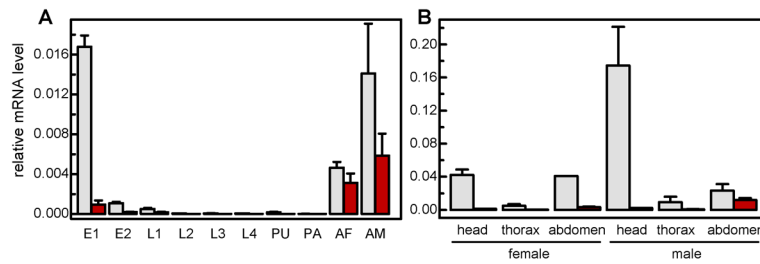 A
B
relative mRNA level
0.016
0.012
0.008
0.004
0.000
E1 E2 L1 L2 L3 L4 PU PA AF AM
0.20
0.16
0.12
0.08
0.04
0.00
head thorax abdomen head thorax abdomen
female male